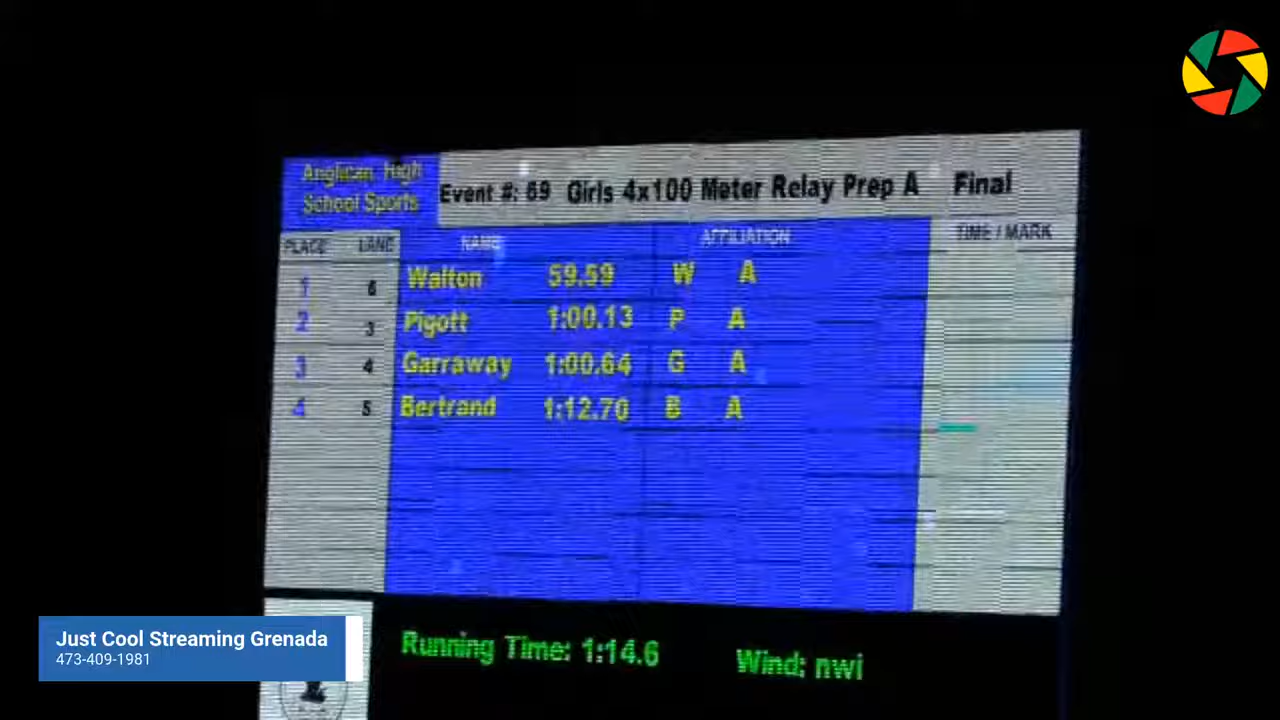 Anglican High
School Sports
Event #: 69 Girls 4x100 Meter Relay Prep A Final
PLACE LANE NAME AFFILIATION TIME / MARK
1 6 Walton 59.59 W A
2 3 Pigott 1:00.13 P A
3 4 Garraway 1:00.64 G A
4 5 Bertrand 1:12.70 B A
Running Time: 1:14.6 Wind: nwi
Just Cool Streaming Grenada
473-409-1981